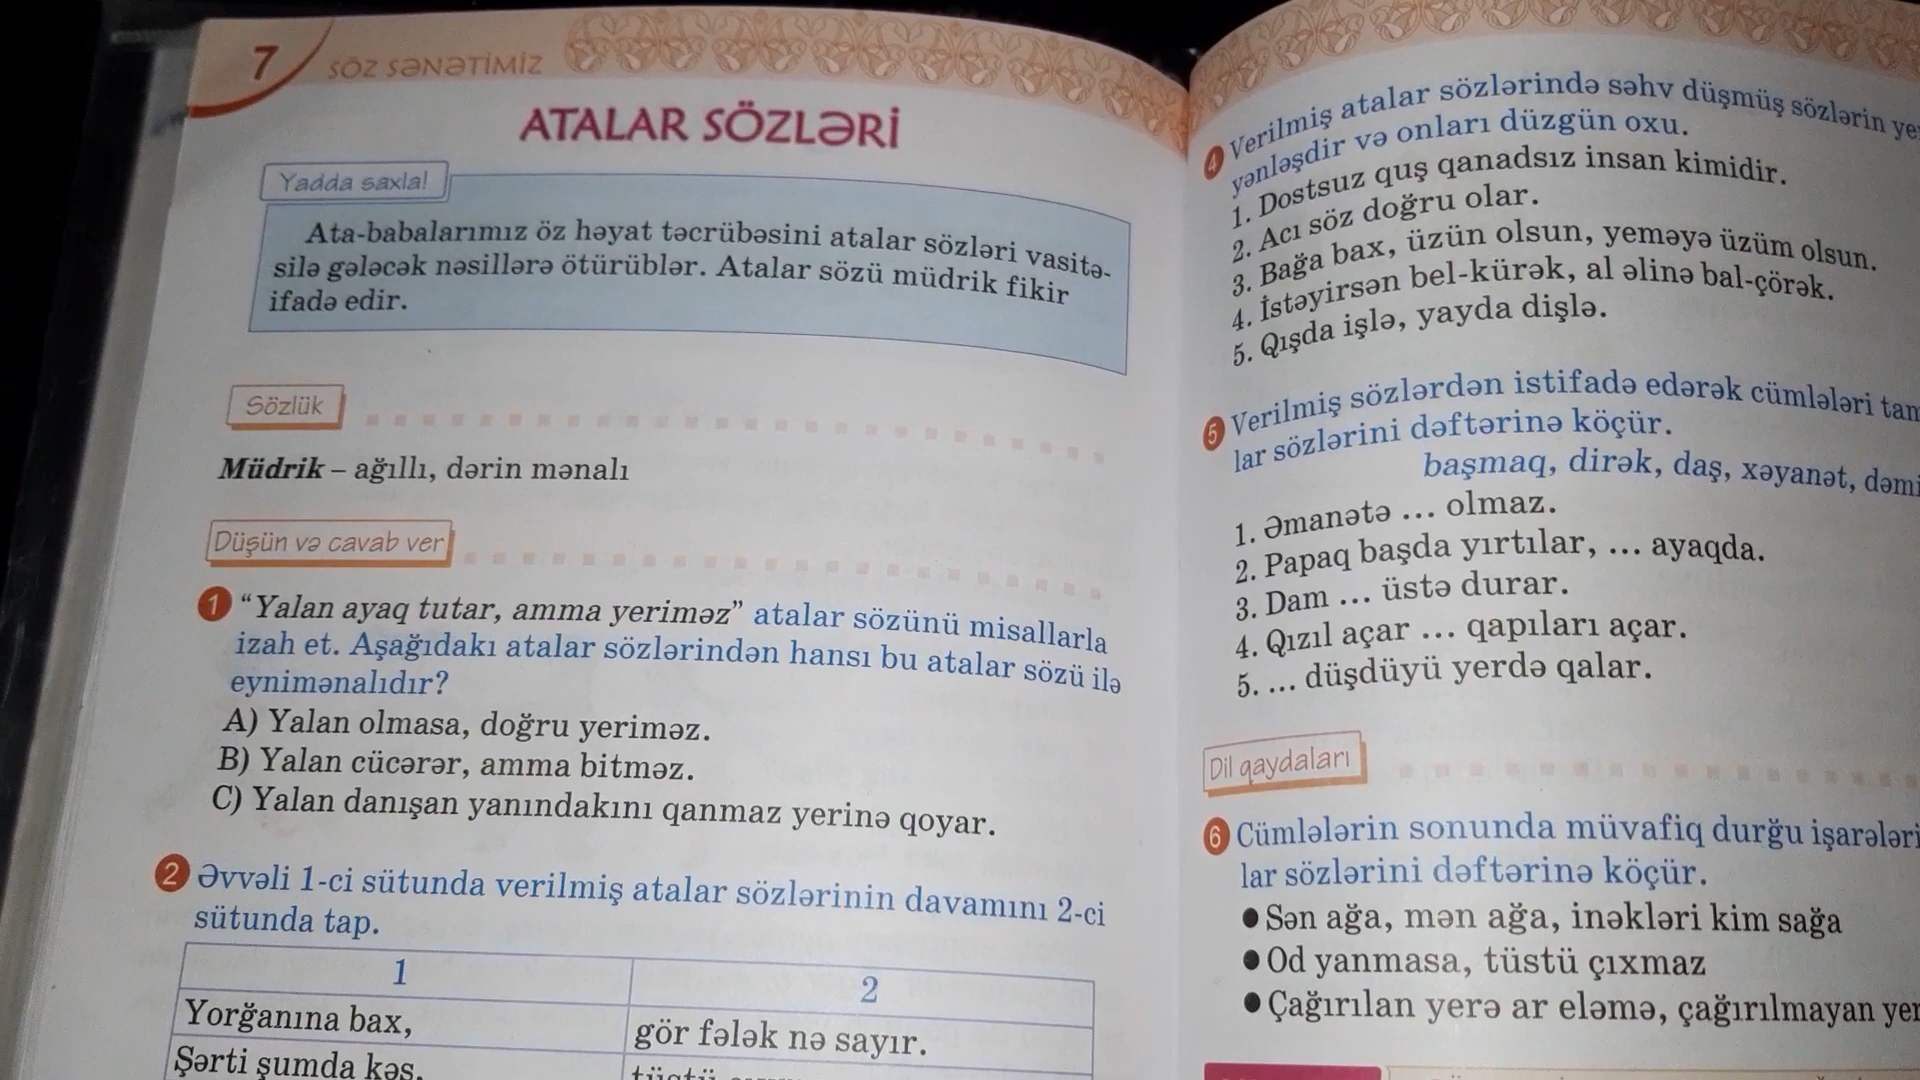 7
SÖZ SƏNƏTİMİZ
ATALAR SÖZLƏRİ
Yadda saxla!
Ata-babalarımız öz həyat təcrübəsini atalar sözləri vasitə-
silə gələcək nəsillərə ötürüblər. Atalar sözü müdrik fikir
ifadə edir.
Sözlük
Müdrik – ağıllı, dərin mənalı
Düşün və cavab ver
1 “Yalan ayaq tutar, amma yeriməz” atalar sözünü misallarla
izah et. Aşağıdakı atalar sözlərindən hansı bu atalar sözü ilə
eynimənalıdır?
A) Yalan olmasa, doğru yeriməz.
B) Yalan cücərər, amma bitməz.
C) Yalan danışan yanındakını qanmaz yerinə qoyar.
2 Əvvəli 1-ci sütunda verilmiş atalar sözlərinin davamını 2-ci
sütunda tap.
1 2
Yorğanına bax, gör fələk nə sayır.
Şərti şumda kəs,
4 Verilmiş atalar sözlərində səhv düşmüş sözlərin
yənləşdir və onları düzgün oxu.
1. Dostsuz quş qanadsız insan kimidir.
2. Acı söz doğru olar.
3. Bağa bax, üzün olsun, yeməyə üzüm olsun.
4. İstəyirsən bel-kürək, al əlinə bal-çörək.
5. Qışda işlə, yayda dişlə.
5 Verilmiş sözlərdən istifadə edərək cümlələri
lar sözlərini dəftərinə köçür.
başmaq, dirək, daş, xəyanət,
1. Əmanətə ... olmaz.
2. Papaq başda yırtılar, ... ayaqda.
3. Dam ... üstə durar.
4. Qızıl açar ... qapıları açar.
5. ... düşdüyü yerdə qalar.
Dil qaydaları
6 Cümlələrin sonunda müvafiq durğu işarələri
lar sözlərini dəftərinə köçür.
● Sən ağa, mən ağa, inəkləri kim sağa
● Od yanmasa, tüstü çıxmaz
● Çağırılan yerə ar eləmə, çağırılmayan